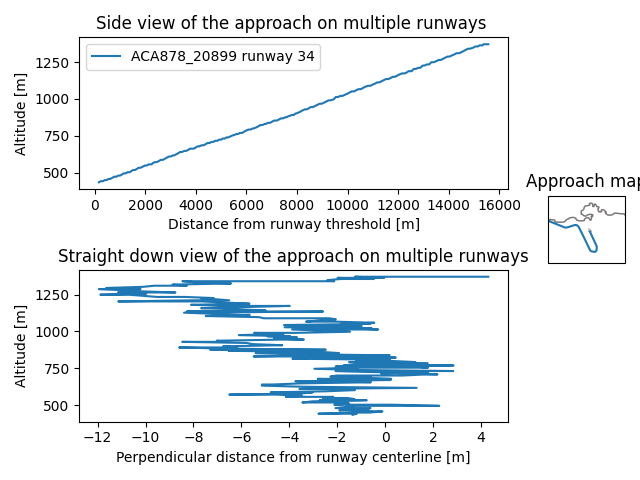 Side view of the approach on multiple runways
Altitude [m]
1250
1000
750
500
ACA878_20899 runway 34
0 2000 4000 6000 8000 10000 12000 14000 16000
Distance from runway threshold [m]
Approach map
Straight down view of the approach on multiple runways
Altitude [m]
1250
1000
750
500
−12 −10 −8 −6 −4 −2 0 2 4
Perpendicular distance from runway centerline [m]